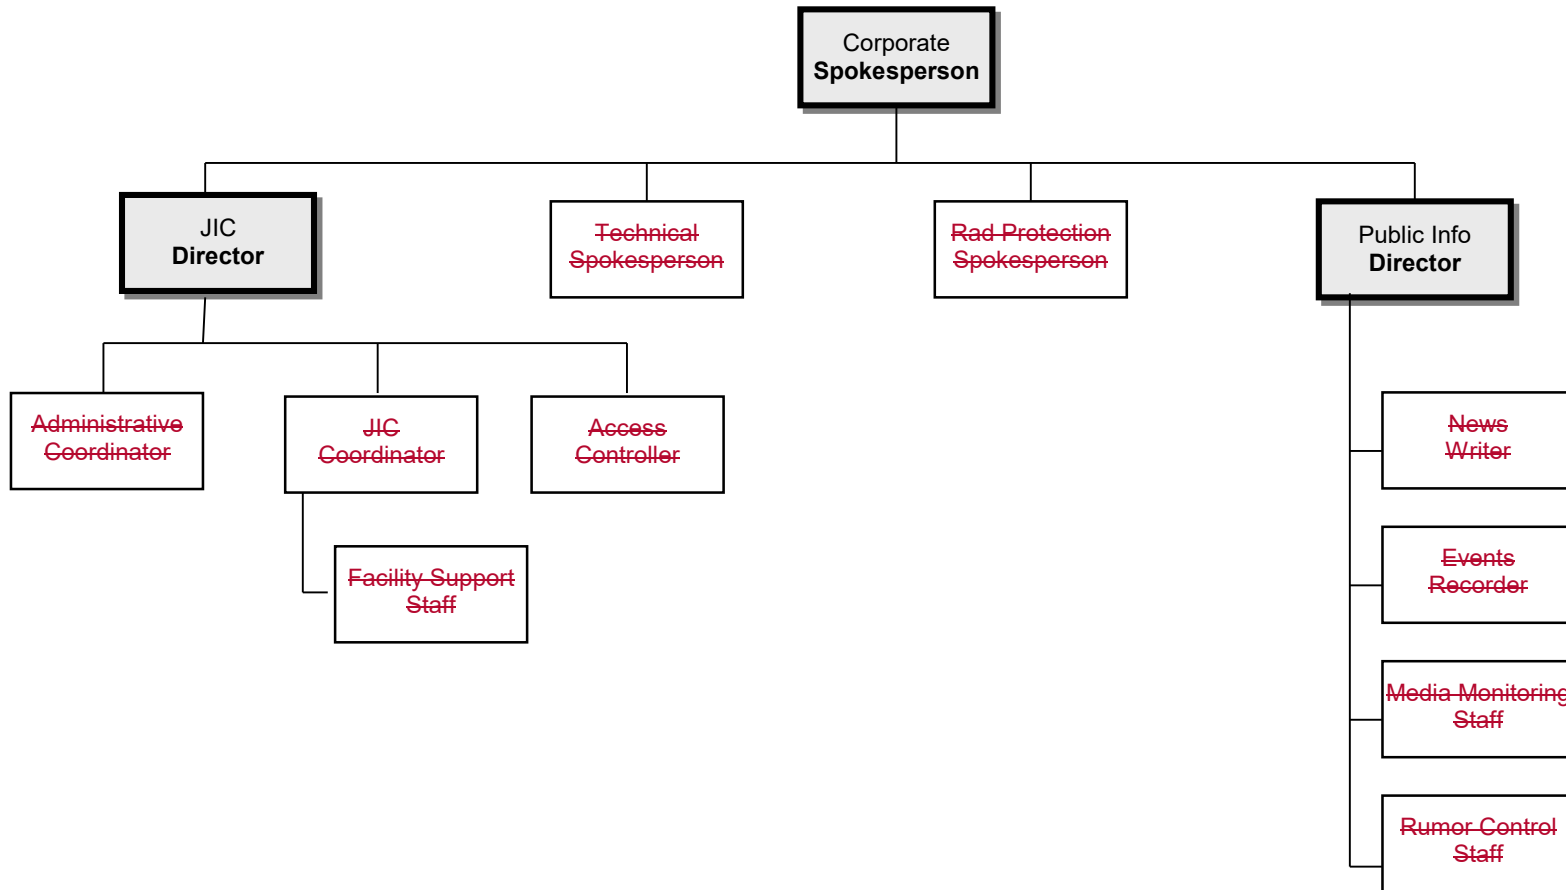 Corporate
Spokesperson
JIC
Director
Technical
Spokesperson
Rad Protection
Spokesperson
Public Info
Director
Administrative
Coordinator
JIC
Coordinator
Access
Controller
News
Writer
Facility Support
Staff
Events
Recorder
Media Monitoring
Staff
Rumor Control
Staff